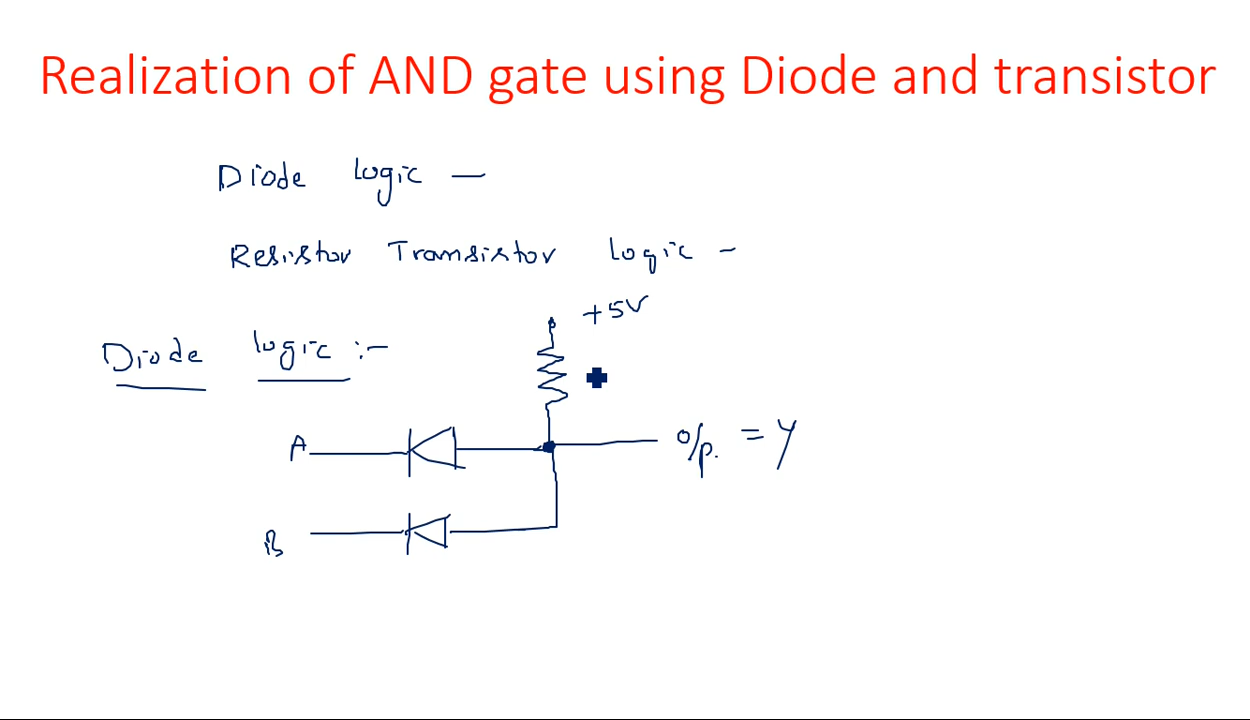 Realization of AND gate using Diode and transistor
Diode logic –
Resistor Transistor logic –
+5V
Diode logic :-
A
o/p. = Y
B